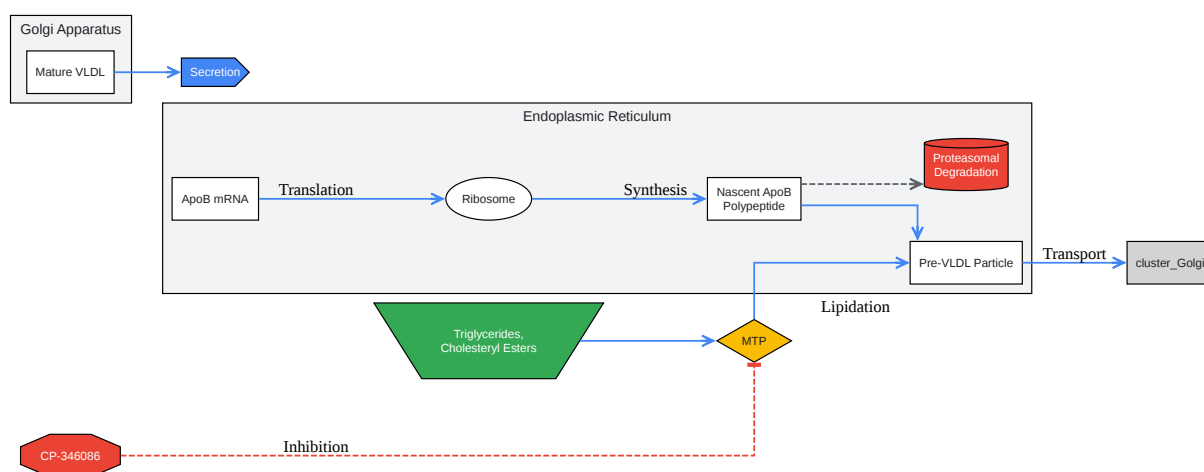 Golgi Apparatus
Mature VLDL
Secretion
Endoplasmic Reticulum
Proteasomal
Degradation
ApoB mRNA
Translation
Ribosome
Synthesis
Nascent ApoB
Polypeptide
Pre-VLDL Particle
Transport
cluster_Golgi
Lipidation
Triglycerides,
Cholesteryl Esters
MTP
Inhibition
CP-346086